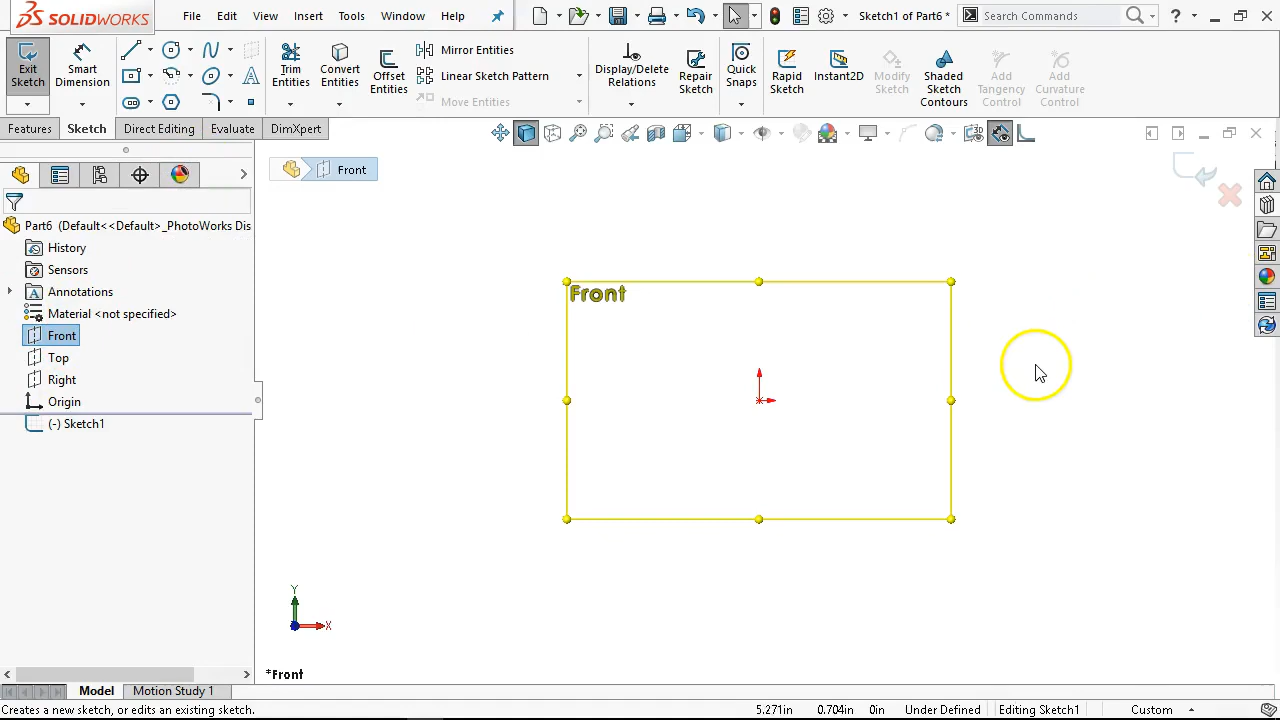 SOLIDWORKS File Edit View Insert Tools Window Help Sketch1 of Part6 * Search Commands ?
Exit Sketch
Smart Dimension
Trim Entities
Convert Entities
Offset Entities
Mirror Entities
Linear Sketch Pattern
Move Entities
Display/Delete Relations
Repair Sketch
Quick Snaps
Rapid Sketch
Instant2D
Modify Sketch
Shaded Sketch Contours
Add Tangency Control
Add Curvature Control
Features Sketch Direct Editing Evaluate DimXpert
Front
Part6 (Default<<Default>_PhotoWorks Dis
History
Sensors
Annotations
Material <not specified>
Front
Top
Right
Origin
(-) Sketch1
Front
Y
X
*Front
Model Motion Study 1
Creates a new sketch, or edits an existing sketch. 5.271in 0.704in 0in Under Defined Editing Sketch1 Custom